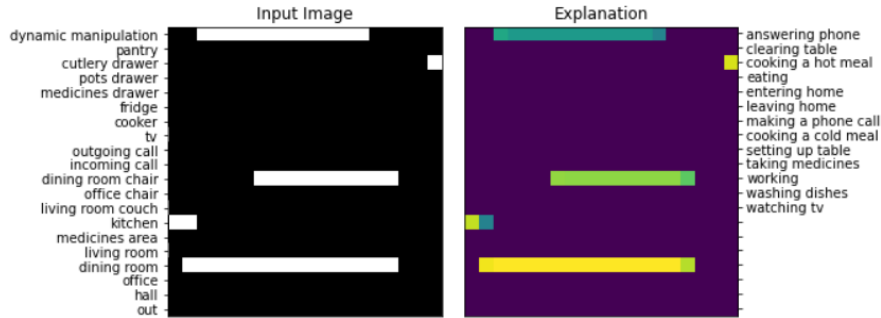 Input Image
Explanation
dynamic manipulation
pantry
cutlery drawer
pots drawer
medicines drawer
fridge
cooker
tv
outgoing call
incoming call
dining room chair
office chair
living room couch
kitchen
medicines area
living room
dining room
office
hall
out
answering phone
clearing table
cooking a hot meal
eating
entering home
leaving home
making a phone call
cooking a cold meal
setting up table
taking medicines
working
washing dishes
watching tv